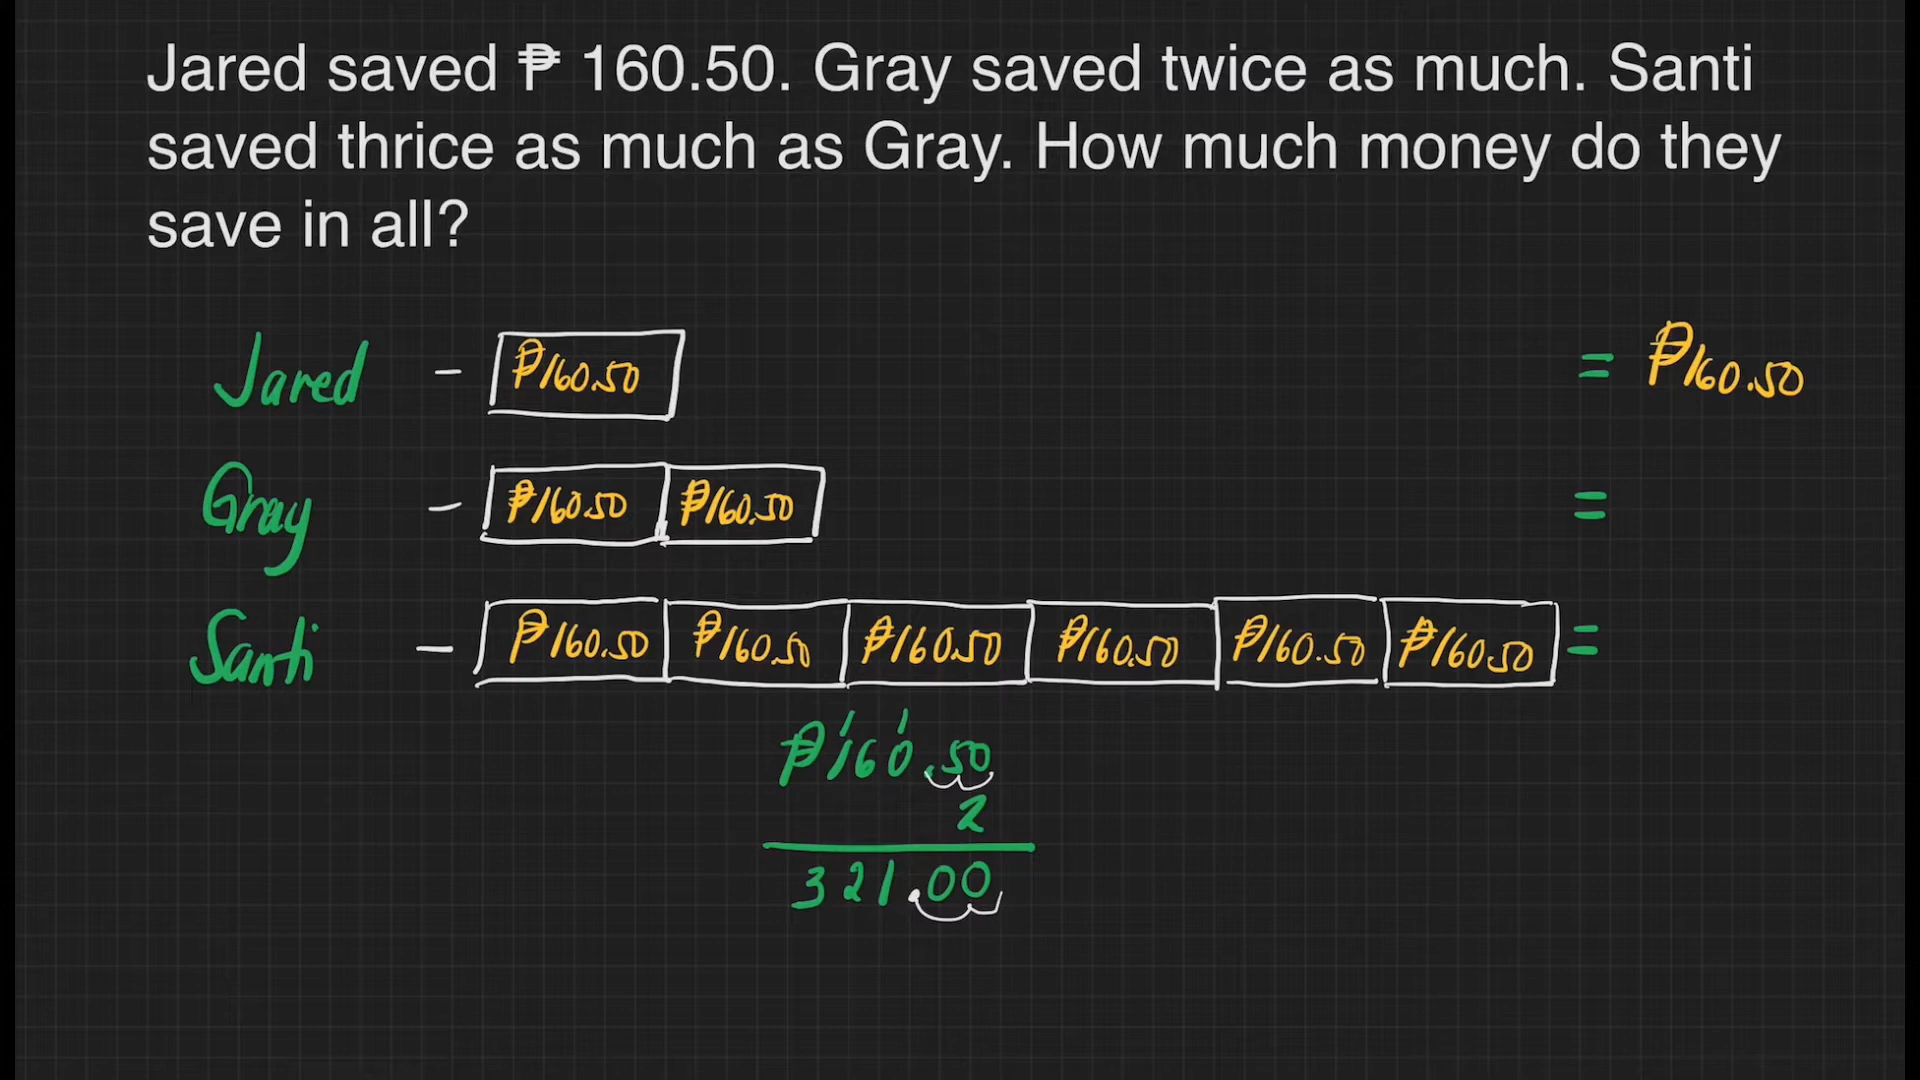 Jared saved ₱ 160.50. Gray saved twice as much. Santi
saved thrice as much as Gray. How much money do they
save in all?
Jared - ₱160.50 = ₱160.50
Gray - ₱160.50 ₱160.50 =
Santi - ₱160.50 ₱160.50 ₱160.50 ₱160.50 ₱160.50 ₱160.50 =
1 1
₱160.50
2
321.00